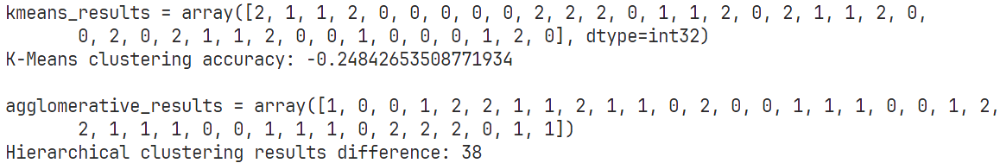 kmeans_results = array([2, 1, 1, 2, 0, 0, 0, 0, 0, 2, 2, 2, 0, 1, 1, 2, 0, 2, 1, 1, 2, 0,
0, 2, 0, 2, 1, 1, 2, 0, 0, 1, 0, 0, 0, 1, 2, 0], dtype=int32)
K-Means clustering accuracy: -0.24842653508771934
agglomerative_results = array([1, 0, 0, 1, 2, 2, 1, 1, 2, 1, 1, 0, 2, 0, 0, 1, 1, 1, 0, 0, 1, 2,
2, 1, 1, 1, 0, 0, 1, 1, 1, 0, 2, 2, 2, 0, 1, 1])
Hierarchical clustering results difference: 38